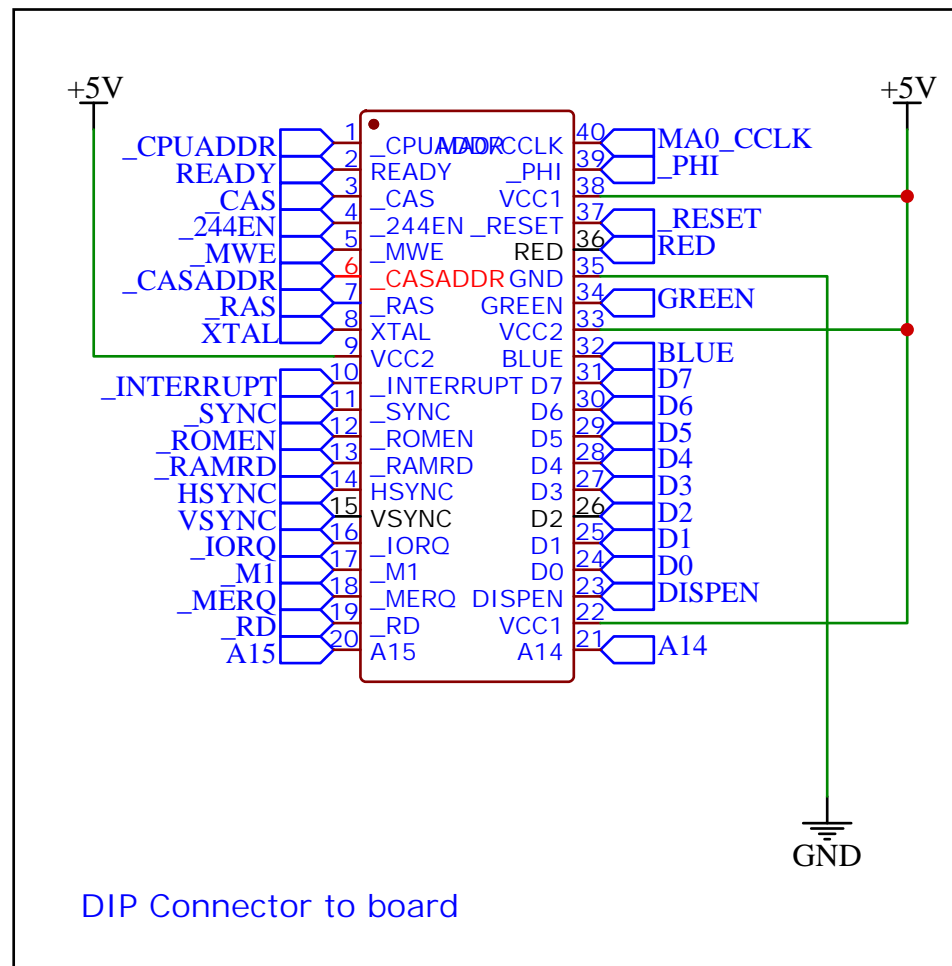 +5V +5V
_CPUADDR 1 _CPUADDR MA0/CCLK 40 MA0_CCLK
READY 2 READY _PHI 39 _PHI
_CAS 3 _CAS VCC1 38
_244EN 4 _244EN _RESET 37 _RESET
_MWE 5 _MWE RED 36 RED
_CASADDR 6 _CASADDR GND 35
_RAS 7 _RAS GREEN 34 GREEN
XTAL 8 XTAL VCC2 33
9 VCC2 BLUE 32 BLUE
_INTERRUPT 10 _INTERRUPT D7 31 D7
_SYNC 11 _SYNC D6 30 D6
_ROMEN 12 _ROMEN D5 29 D5
_RAMRD 13 _RAMRD D4 28 D4
HSYNC 14 HSYNC D3 27 D3
VSYNC 15 VSYNC D2 26 D2
_IORQ 16 _IORQ D1 25 D1
_M1 17 _M1 D0 24 D0
_MERQ 18 _MERQ DISPEN 23 DISPEN
_RD 19 _RD VCC1 22
A15 20 A15 A14 21 A14
GND
DIP Connector to board